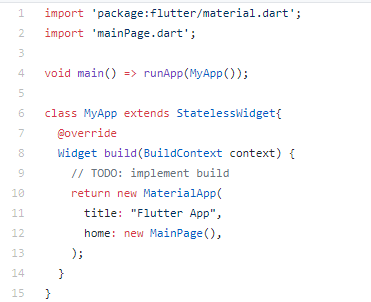 1 import 'package:flutter/material.dart';
2 import 'mainPage.dart';
3
4 void main() => runApp(MyApp());
5
6 class MyApp extends StatelessWidget{
7   @override
8   Widget build(BuildContext context) {
9     // TODO: implement build
10     return new MaterialApp(
11       title: "Flutter App",
12       home: new MainPage(),
13     );
14   }
15 }